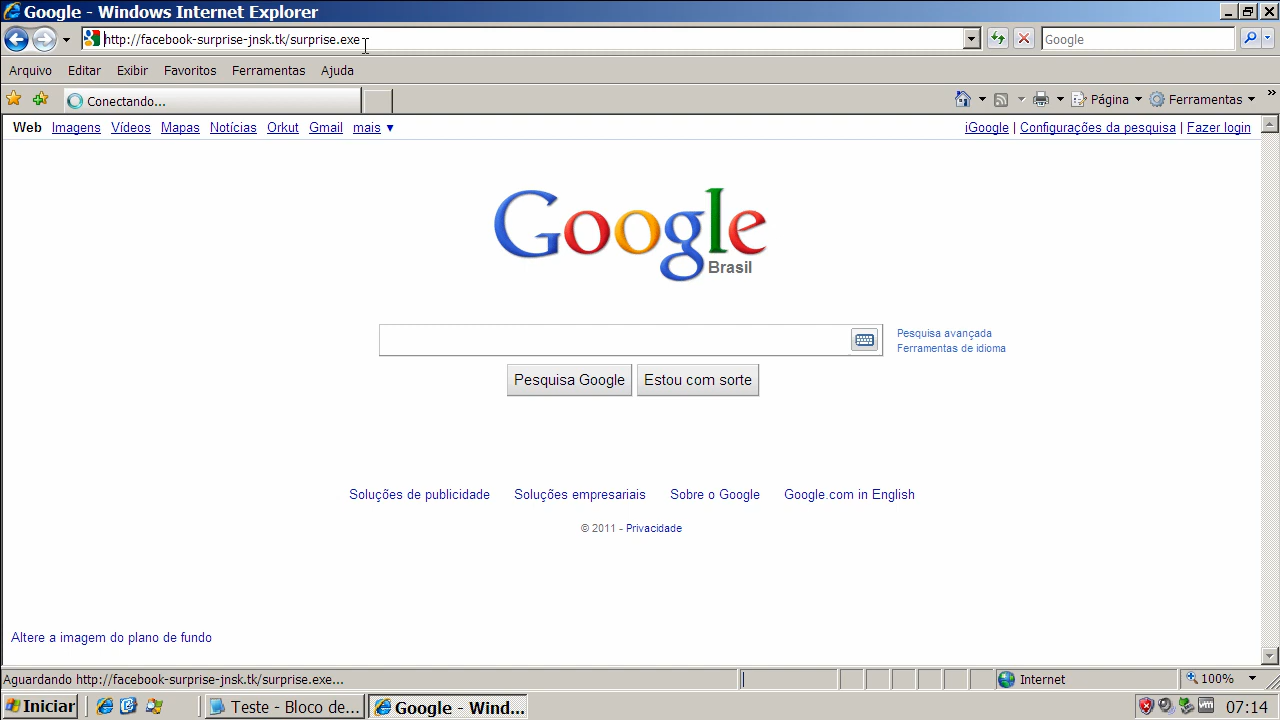 Google - Windows Internet Explorer
http://facebook-surprise-jnsk.tk/surprise.exe
Google
Arquivo Editar Exibir Favoritos Ferramentas Ajuda
Conectando...
Página Ferramentas »
Web Imagens Vídeos Mapas Notícias Orkut Gmail mais ▼
iGoogle | Configurações da pesquisa | Fazer login
Google
Brasil
Pesquisa avançada
Ferramentas de idioma
Pesquisa Google Estou com sorte
Soluções de publicidade Soluções empresariais Sobre o Google Google.com in English
© 2011 - Privacidade
Altere a imagem do plano de fundo
Aguardando http://facebook-surprise-jnsk.tk/surprise.exe...
Internet
100%
Iniciar
Teste - Bloco de...
Google - Wind...
07:14